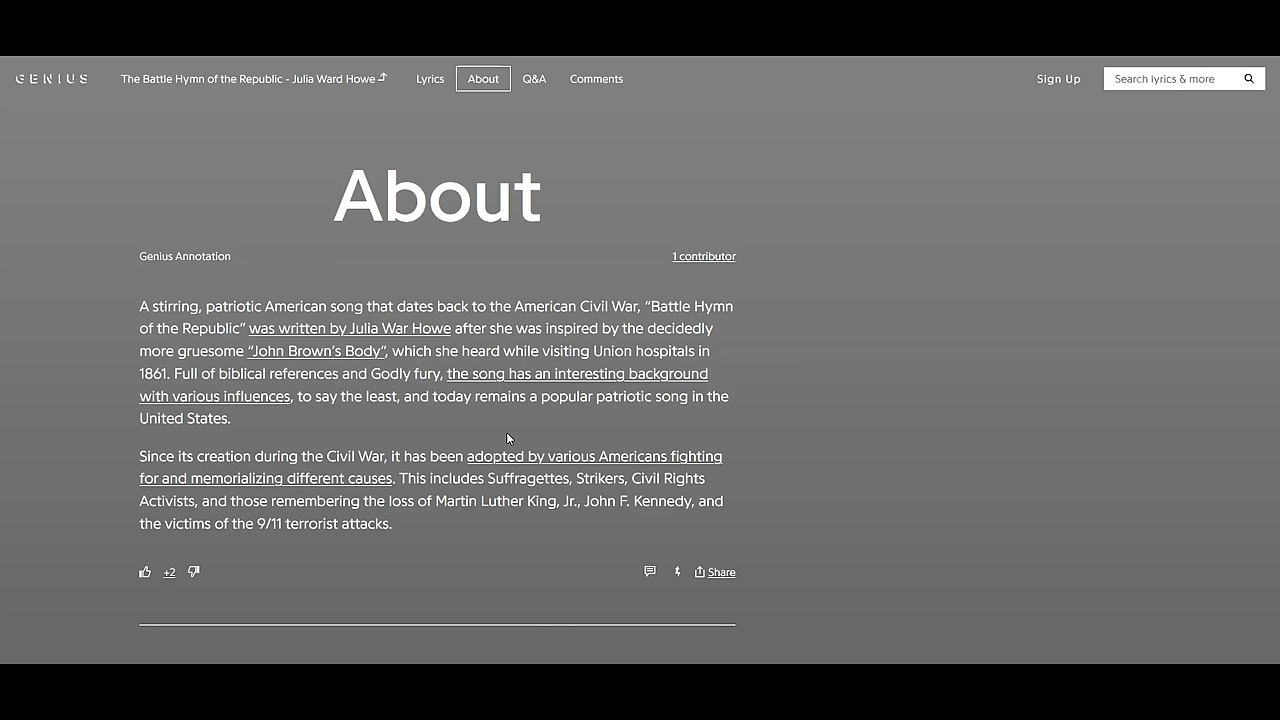 GENIUS The Battle Hymn of the Republic - Julia Ward Howe Lyrics About Q&A Comments Sign Up Search lyrics & more
About
Genius Annotation 1 contributor
A stirring, patriotic American song that dates back to the American Civil War, “Battle Hymn
of the Republic” was written by Julia War Howe after she was inspired by the decidedly
more gruesome “John Brown’s Body”, which she heard while visiting Union hospitals in
1861. Full of biblical references and Godly fury, the song has an interesting background
with various influences, to say the least, and today remains a popular patriotic song in the
United States.
Since its creation during the Civil War, it has been adopted by various Americans fighting
for and memorializing different causes. This includes Suffragettes, Strikers, Civil Rights
Activists, and those remembering the loss of Martin Luther King, Jr., John F. Kennedy, and
the victims of the 9/11 terrorist attacks.
+2 Share